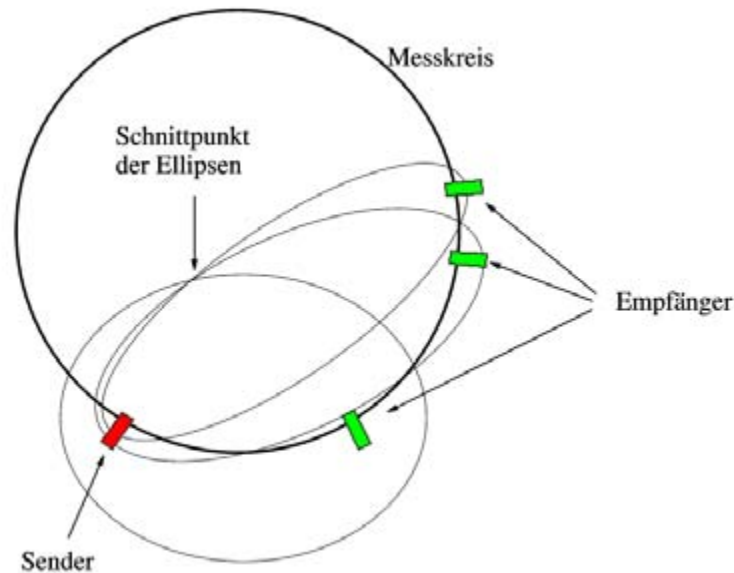 Messkreis
Schnittpunkt
der Ellipsen
Empfänger
Sender